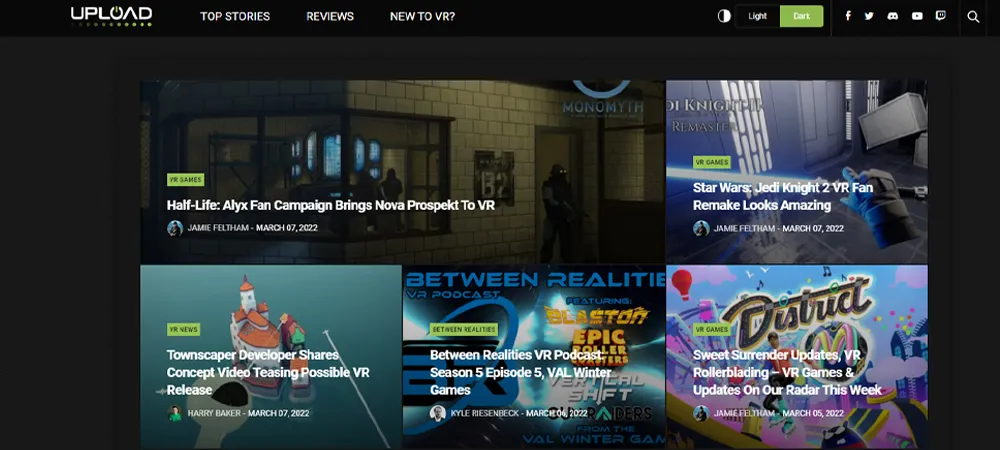 UPLOAD
TOP STORIES
REVIEWS
NEW TO VR?
Light
Dark
MONOMYTH
B2
VR GAMES
Half-Life: Alyx Fan Campaign Brings Nova Prospekt To VR
JAMIE FELTHAM - MARCH 07, 2022
DI KNIGHT II
REMASTER
VR GAMES
Star Wars: Jedi Knight 2 VR Fan
Remake Looks Amazing
JAMIE FELTHAM - MARCH 07, 2022
VR NEWS
Townscaper Developer Shares
Concept Video Teasing Possible VR
Release
HARRY BAKER - MARCH 07, 2022
BETWEEN REALITIE
VR PODCAST
FEATURING:
BLASTON
EPIC
ROLLER
COASTERS
BETWEEN REALITIES
Between Realities VR Podcast:
Season 5 Episode 5, VAL Winter
Games
VERTICAL
SHIFT
RAIDERS
KYLE RIESENBECK - MARCH 06, 2022
FROM THE
VAL WINTER GAM
District
VR GAMES
Sweet Surrender Updates, VR
Rollerblading – VR Games &
Updates On Our Radar This Week
JAMIE FELTHAM - MARCH 05, 2022